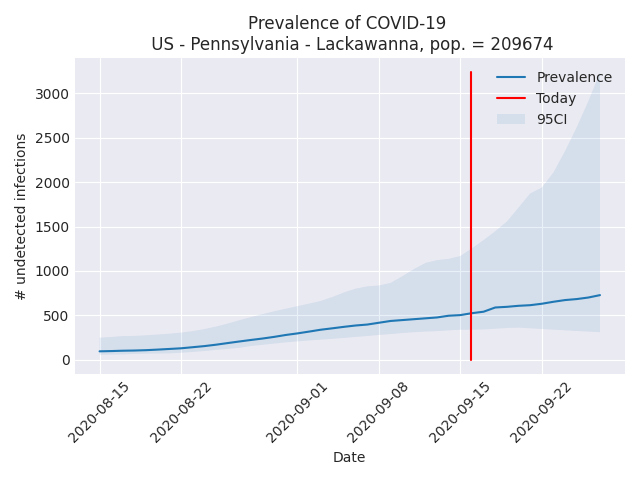 Prevalence of COVID-19
US - Pennsylvania - Lackawanna, pop. = 209674
Prevalence
Today
95CI
3000
2500
2000
1500
1000
500
0
# undetected infections
2020-08-15
2020-08-22
2020-09-01
2020-09-08
2020-09-15
2020-09-22
Date